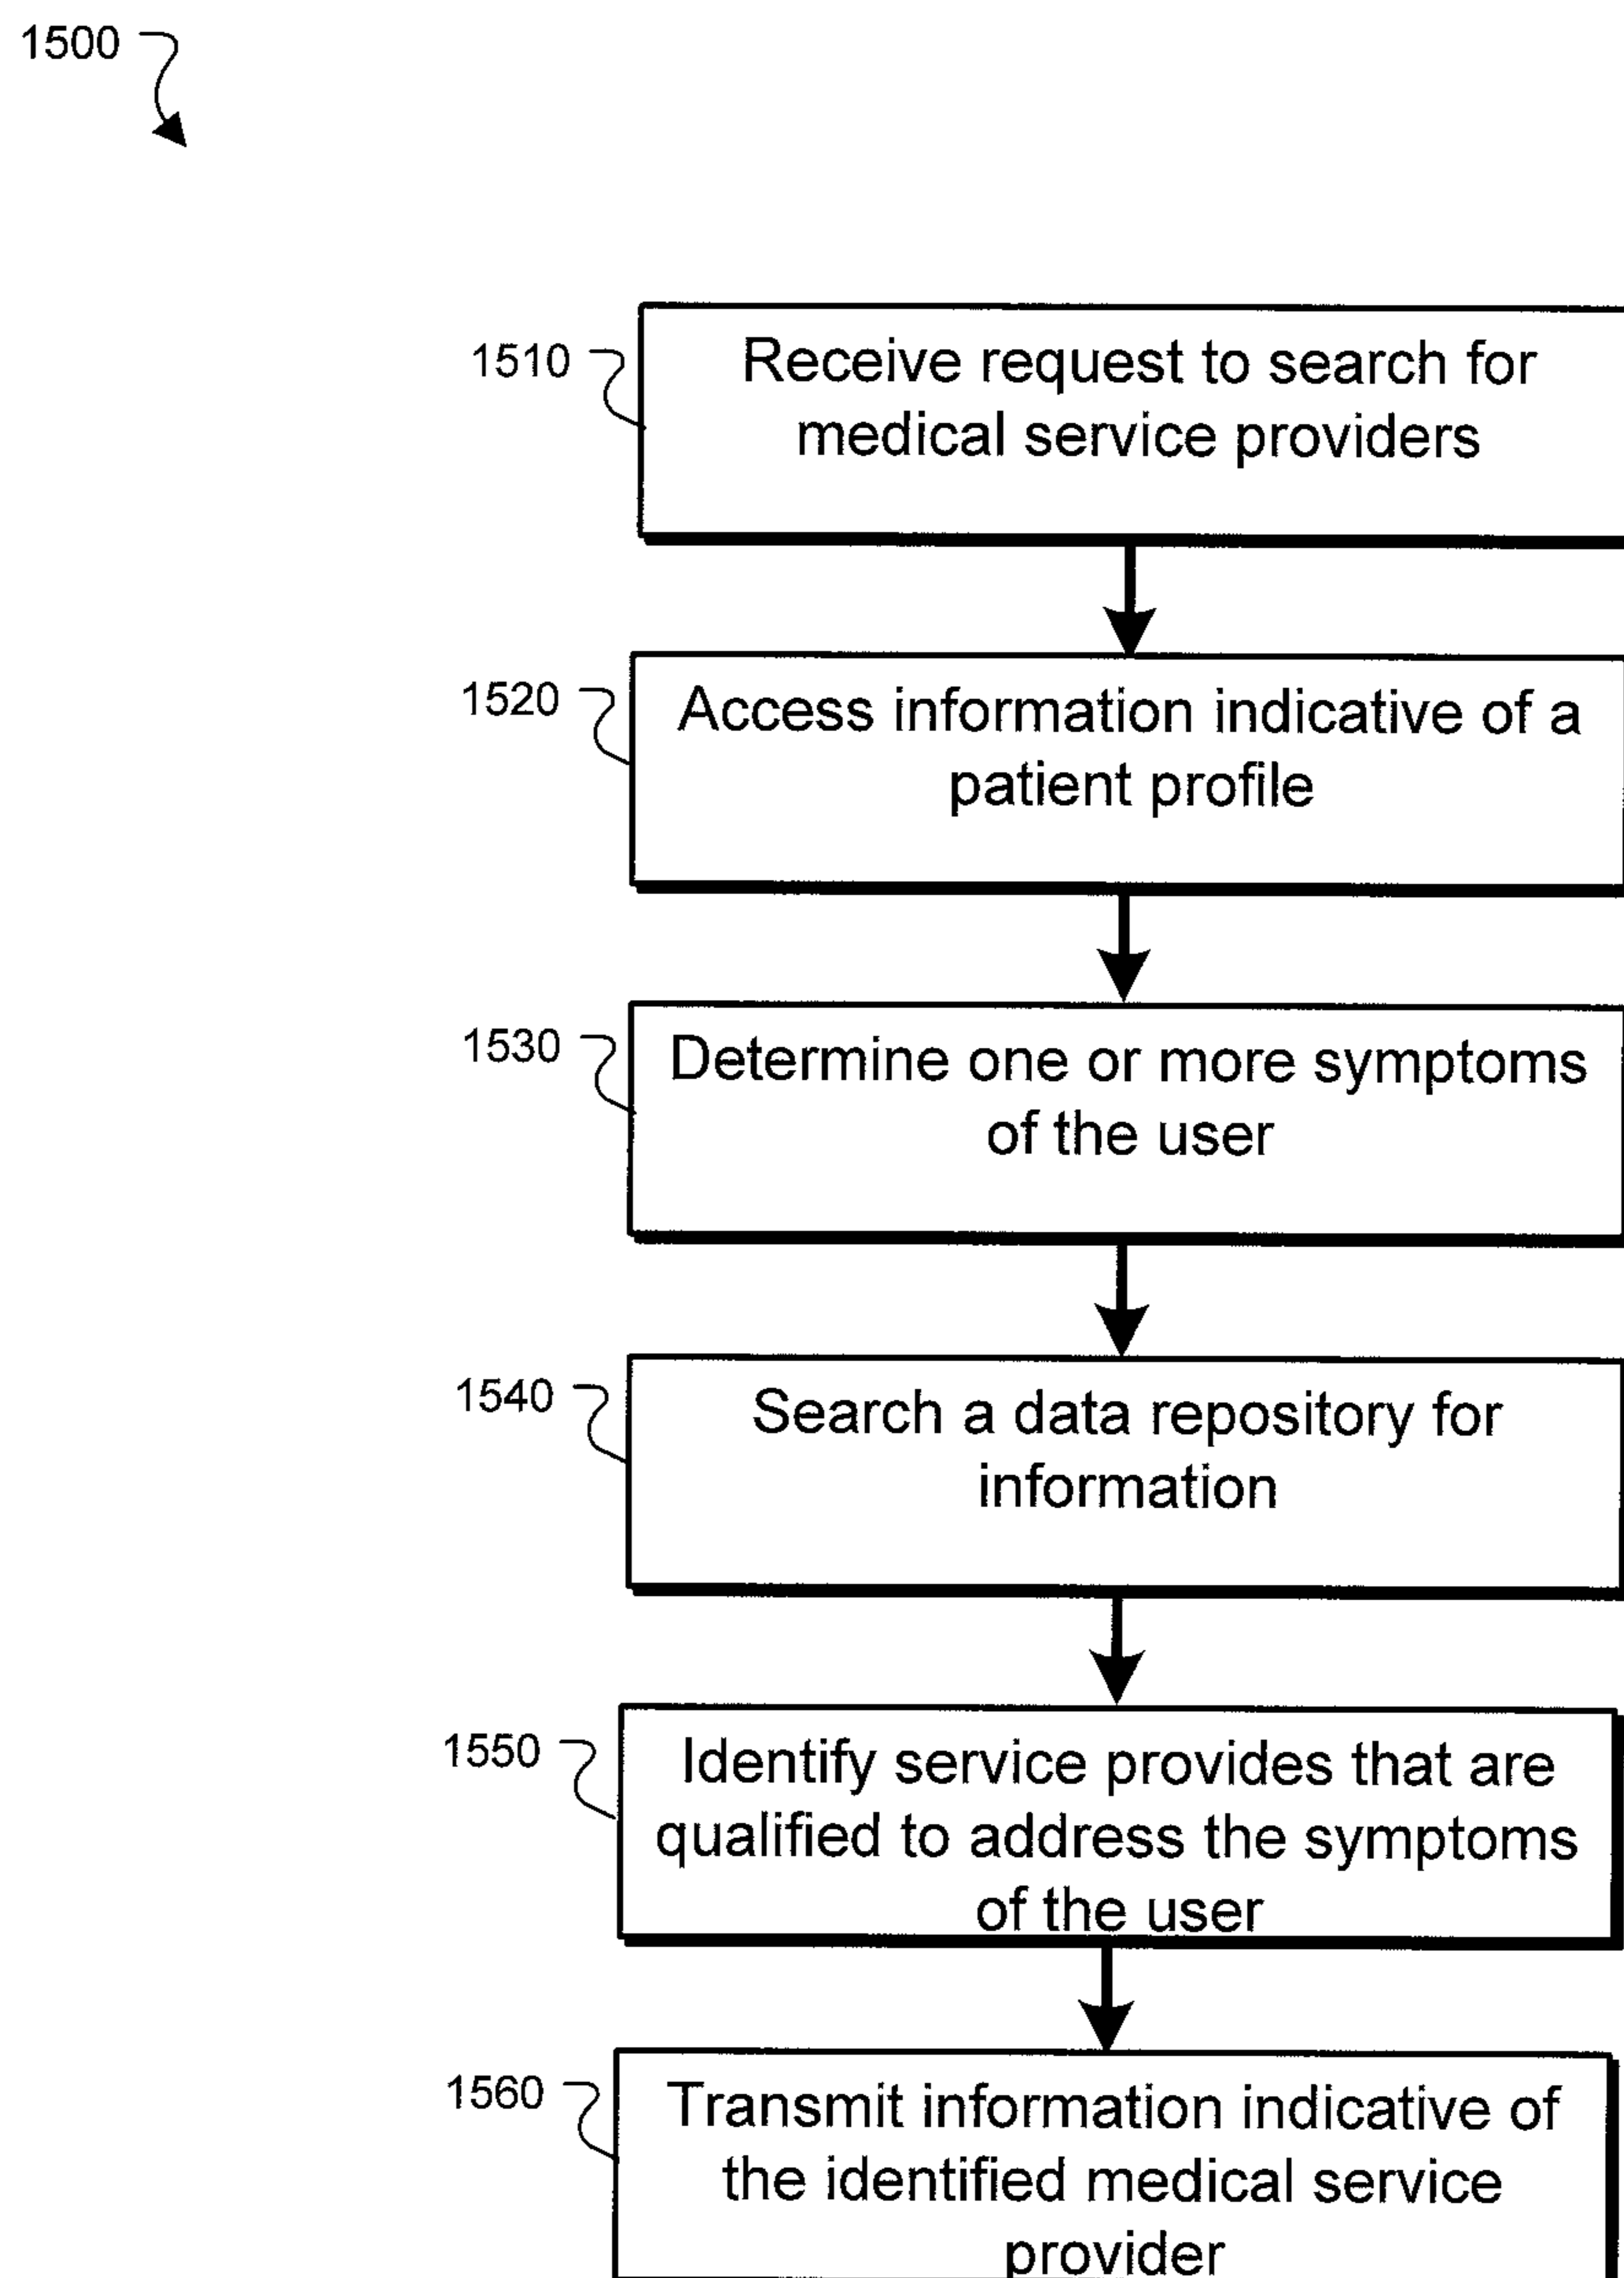 1500
1510
Receive request to search for
medical service providers
1520
Access information indicative of a
patient profile
1530
Determine one or more symptoms
of the user
1540
Search a data repository for
information
1550
Identify service provides that are
qualified to address the symptoms
of the user
1560
Transmit information indicative of
the identified medical service
provider